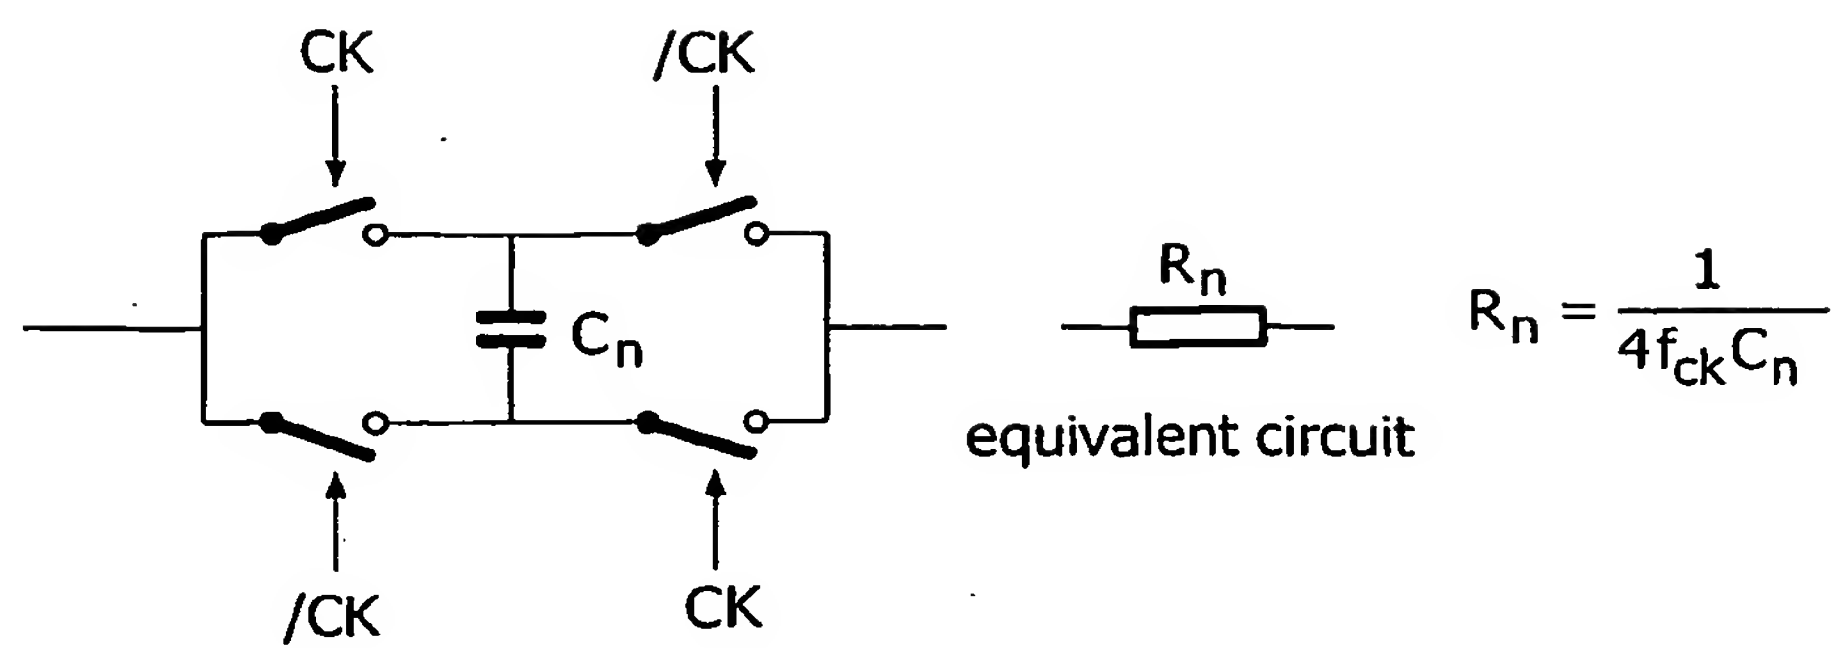 CK
/CK
Cn
/CK
CK
Rn
equivalent circuit
Rn = 1
4fckCn